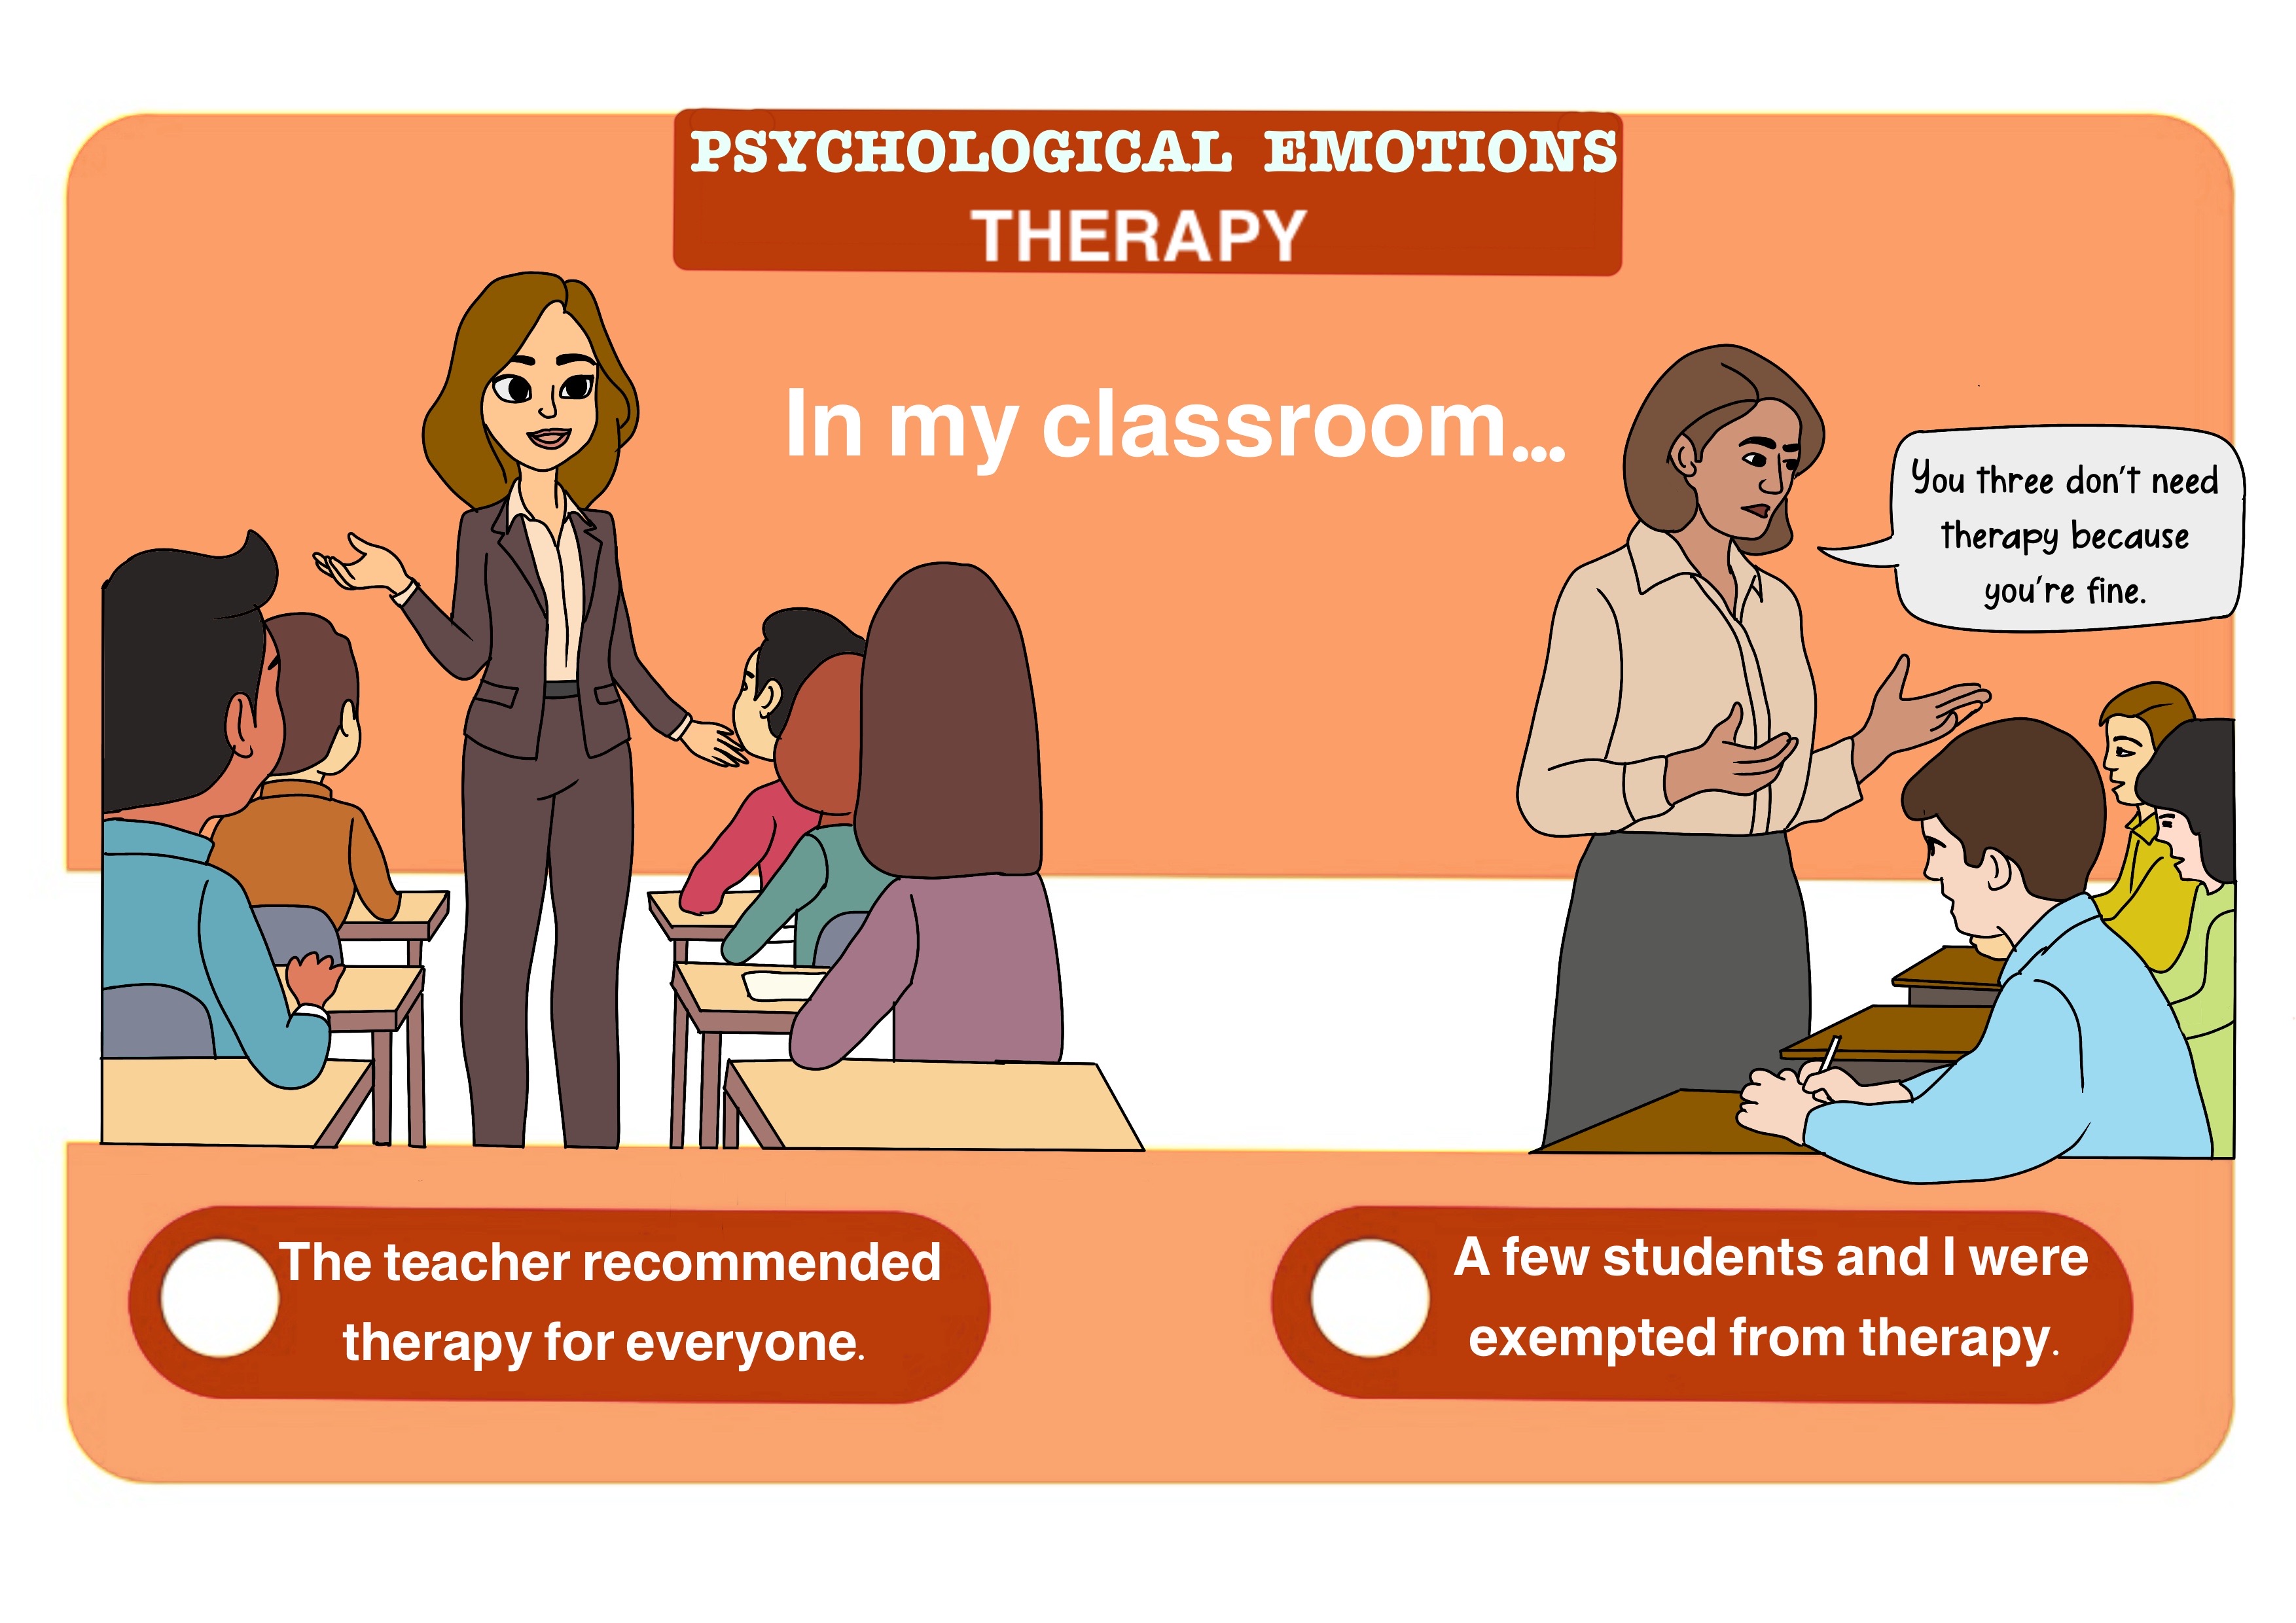 PSYCHOLOGICAL EMOTIONS
THERAPY
In my classroom...
You three don't need
therapy because
you're fine.
The teacher recommended
therapy for everyone.
A few students and I were
exempted from therapy.